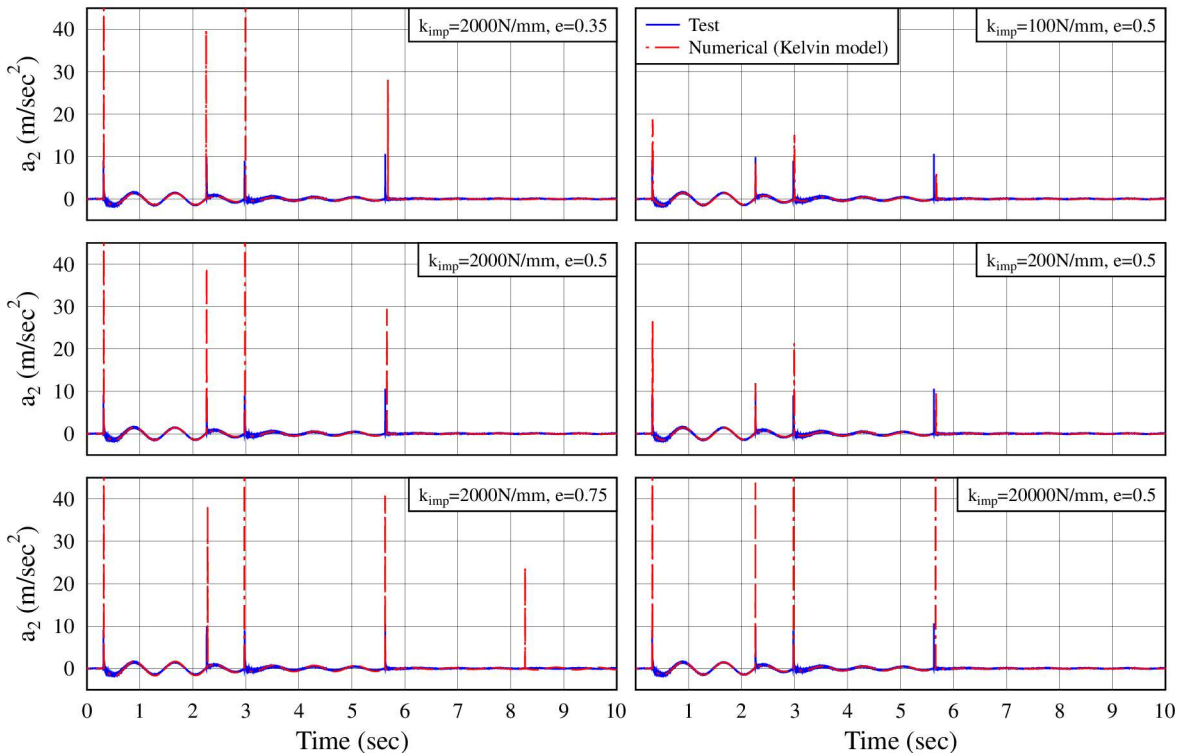 k_imp=2000N/mm, e=0.35
a_2 (m/sec^2)
40
30
20
10
0
Test
Numerical (Kelvin model)
k_imp=100N/mm, e=0.5
k_imp=2000N/mm, e=0.5
a_2 (m/sec^2)
40
30
20
10
0
k_imp=200N/mm, e=0.5
k_imp=2000N/mm, e=0.75
a_2 (m/sec^2)
40
30
20
10
0
0 1 2 3 4 5 6 7 8 9 10
Time (sec)
k_imp=20000N/mm, e=0.5
1 2 3 4 5 6 7 8 9 10
Time (sec)